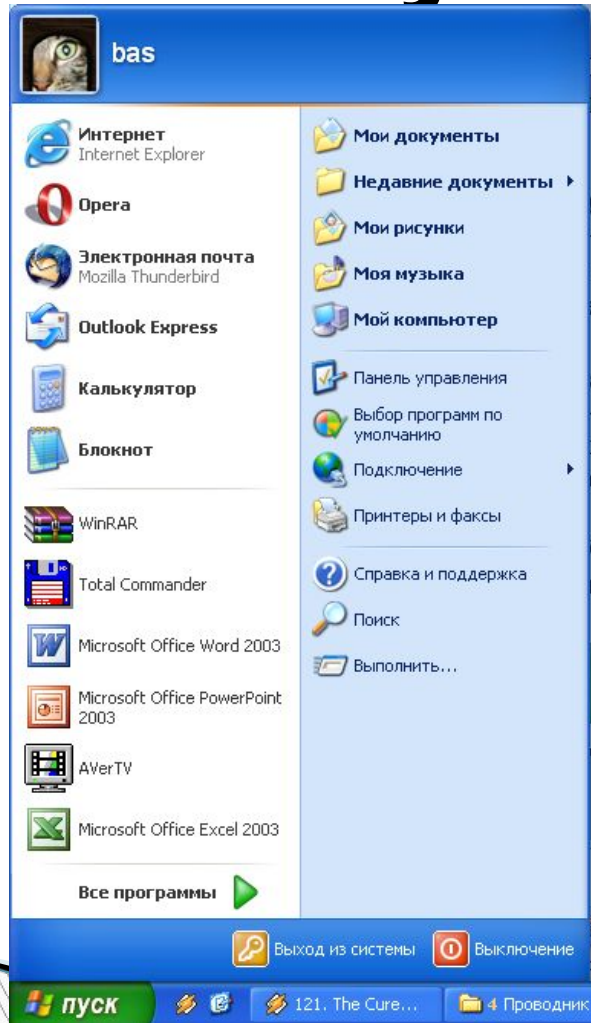 bas
Интернет
Internet Explorer
Opera
Электронная почта
Mozilla Thunderbird
Outlook Express
Калькулятор
Блокнот
WinRAR
Total Commander
Microsoft Office Word 2003
Microsoft Office PowerPoint
2003
AVerTV
Microsoft Office Excel 2003
Все программы
Мои документы
Недавние документы
Мои рисунки
Моя музыка
Мой компьютер
Панель управления
Выбор программ по
умолчанию
Подключение
Принтеры и факсы
Справка и поддержка
Поиск
Выполнить...
Выход из системы
Выключение
пуск
121. The Cure...
4 Проводник